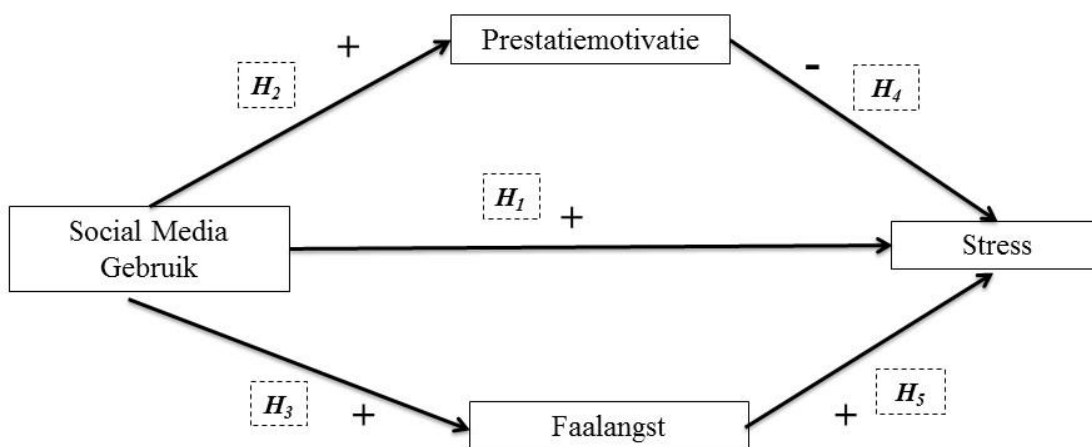 Prestatiemotivatie
+
-
H2
H4
H1
+
Social Media
Gebruik
Stress
H3
+
Faalangst
+
H5